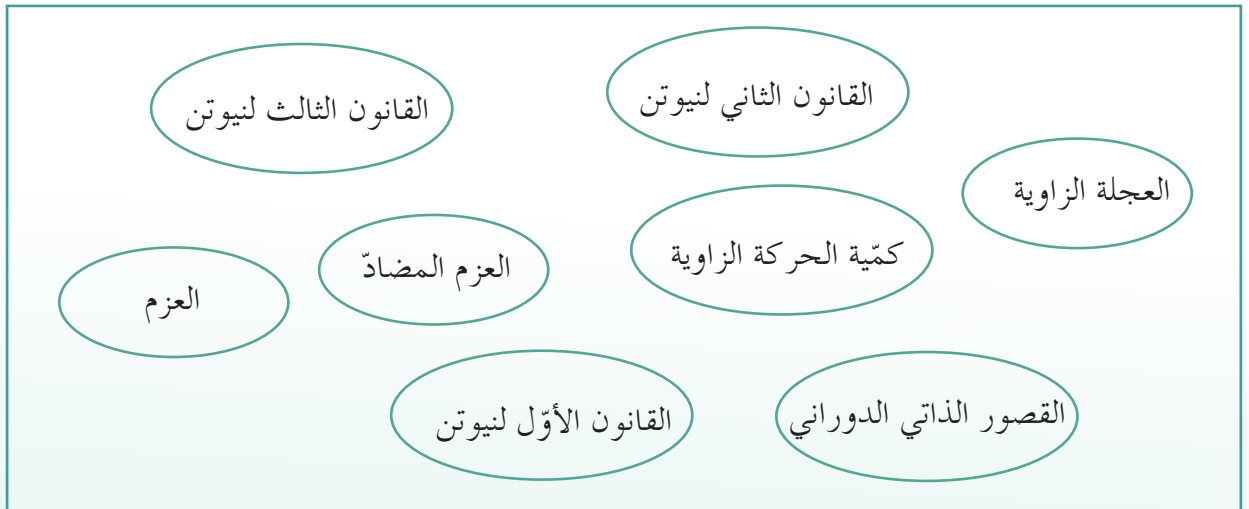 القانون الثاني لنيوتن
القانون الثالث لنيوتن
العجلة الزاوية
كمّية الحركة الزاوية
العزم المضادّ
العزم
القصور الذاتي الدوراني
القانون الأوّل لنيوتن